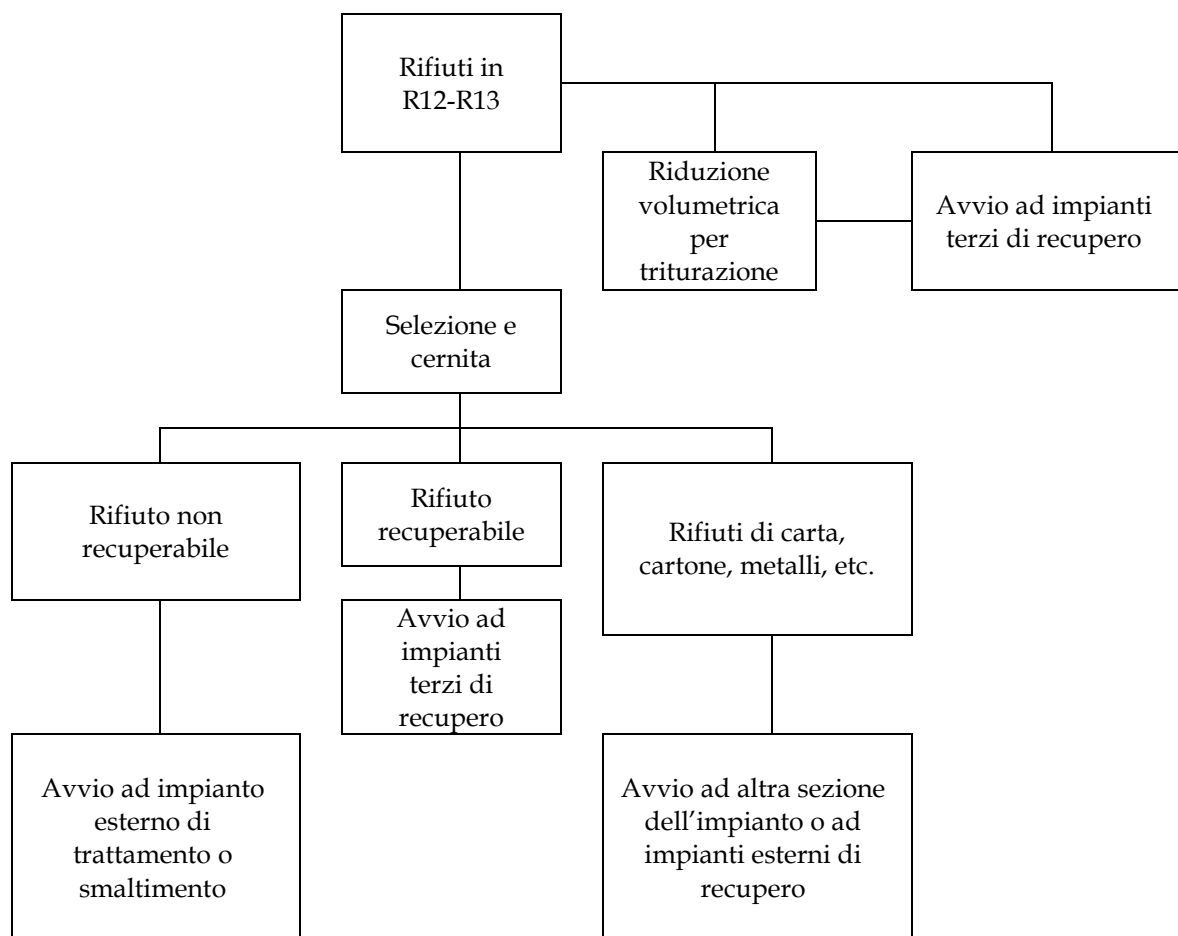 Rifiuti in
R12-R13
Riduzione
volumetrica
per
triturazione
Avvio ad impianti
terzi di recupero
Selezione e
cernita
Rifiuto non
recuperabile
Rifiuto
recuperabile
Rifiuti di carta,
cartone, metalli, etc.
Avvio ad
impianti
terzi di
recupero
Avvio ad impianto
esterno di
trattamento o
smaltimento
Avvio ad altra sezione
dell’impianto o ad
impianti esterni di
recupero